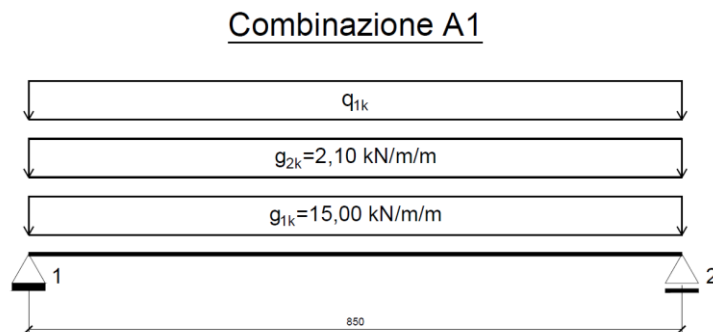 Combinazione A1
q1k
g2k=2,10 kN/m/m
g1k=15,00 kN/m/m
1
2
850